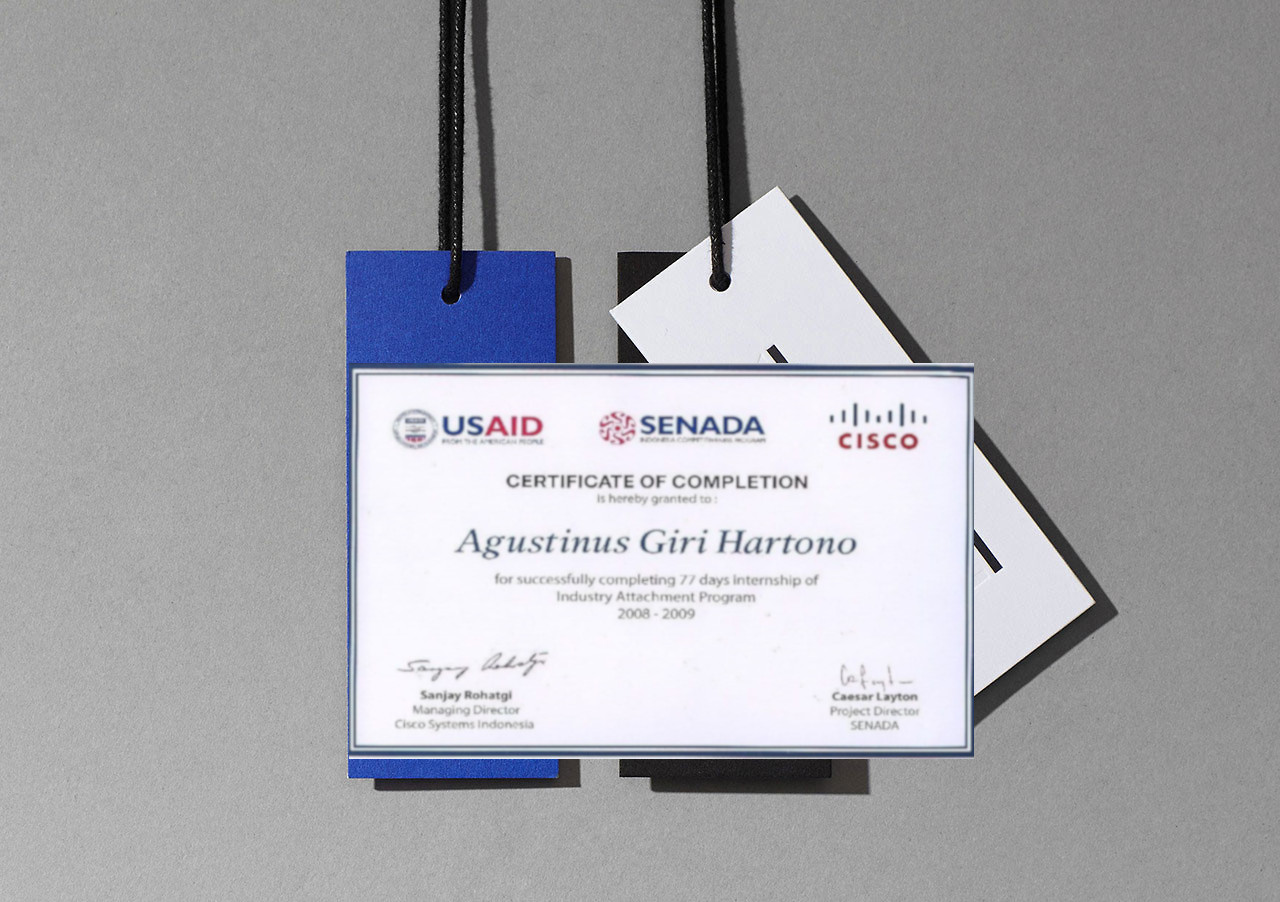 USAID
FROM THE AMERICAN PEOPLE
SENADA
INDONESIA COMPETITIVENESS PROGRAM
CISCO
CERTIFICATE OF COMPLETION
is hereby granted to :
Agustinus Giri Hartono
for successfully completing 77 days internship of
Industry Attachment Program
2008 - 2009
Sanjay Rohatgi
Sanjay Rohatgi
Managing Director
Cisco Systems Indonesia
Caesar Layton
Project Director
SENADA